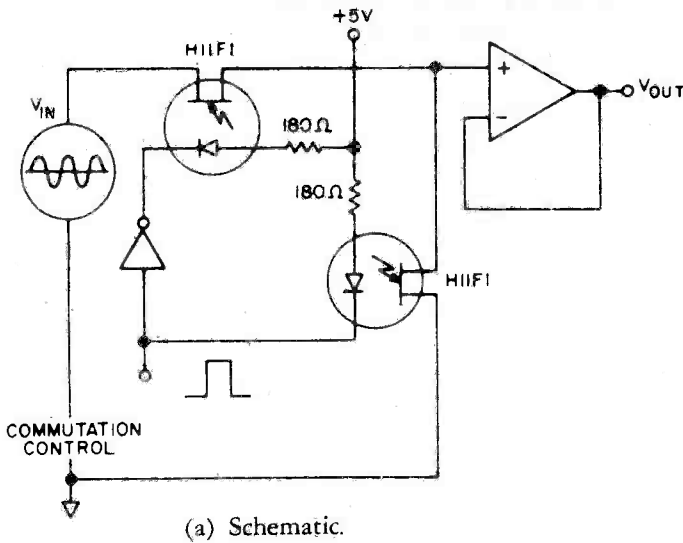 +5V
H11F1
V_IN
180Ω
180Ω
+
-
V_OUT
H11F1
COMMUTATION
CONTROL
(a) Schematic.